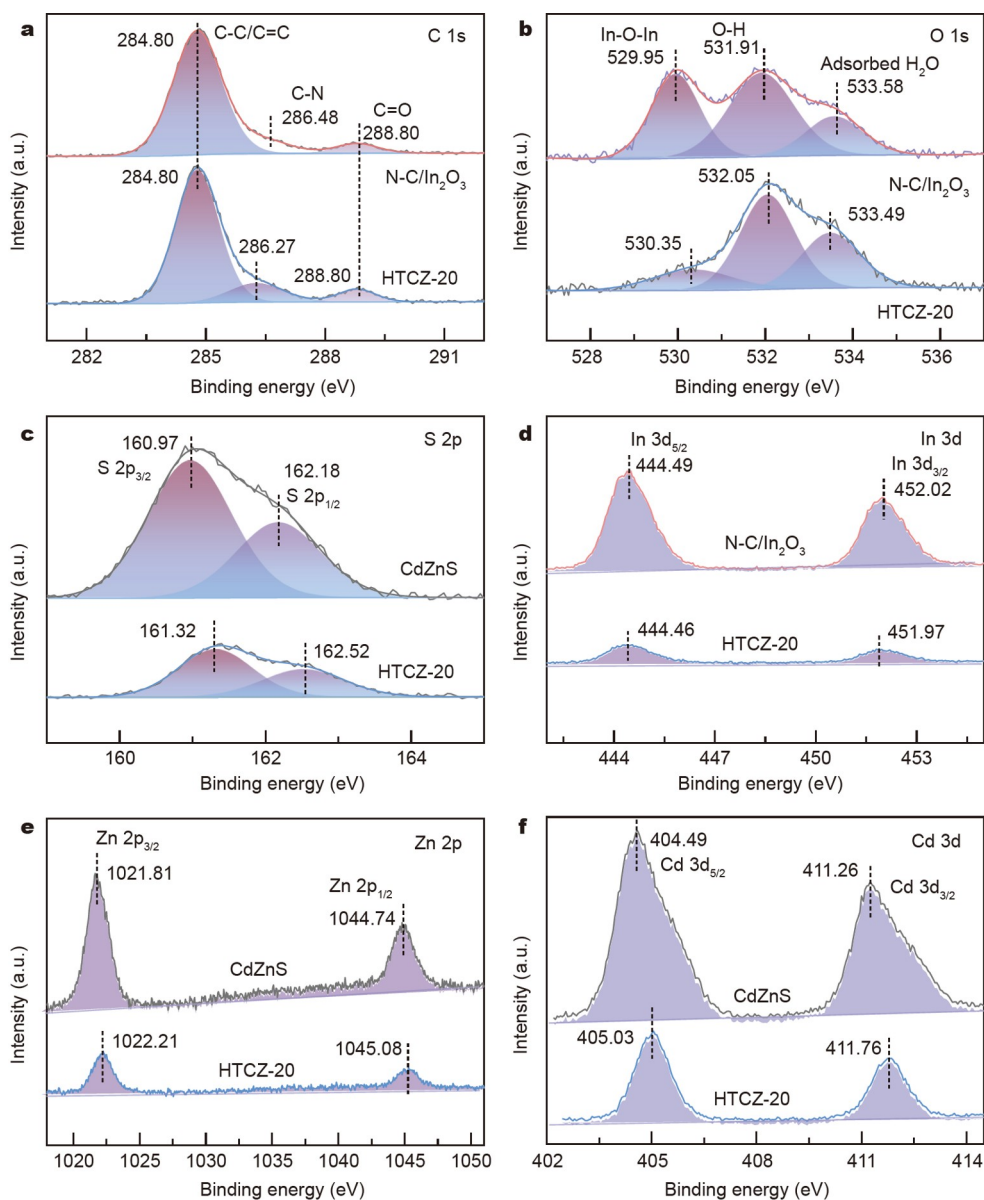 a
C 1s
284.80
C-C/C=C
C-N
286.48
C=O
288.80
N-C/In₂O₃
284.80
286.27
288.80
HTCZ-20
Intensity (a.u.)
282 285 288 291
Binding energy (eV)
b
O 1s
In-O-In
529.95
O-H
531.91
Adsorbed H₂O
533.58
N-C/In₂O₃
532.05
533.49
530.35
HTCZ-20
Intensity (a.u.)
528 530 532 534 536
Binding energy (eV)
c
S 2p
160.97
S 2p3/2
162.18
S 2p1/2
CdZnS
161.32
162.52
HTCZ-20
Intensity (a.u.)
160 162 164
Binding energy (eV)
d
In 3d
In 3d5/2
444.49
In 3d3/2
452.02
N-C/In₂O₃
444.46
HTCZ-20
451.97
Intensity (a.u.)
444 447 450 453
Binding energy (eV)
e
Zn 2p
Zn 2p3/2
1021.81
Zn 2p1/2
1044.74
CdZnS
1022.21
HTCZ-20
1045.08
Intensity (a.u.)
1020 1025 1030 1035 1040 1045 1050
Binding energy (eV)
f
Cd 3d
404.49
Cd 3d5/2
411.26
Cd 3d3/2
CdZnS
405.03
411.76
HTCZ-20
Intensity (a.u.)
402 405 408 411 414
Binding energy (eV)